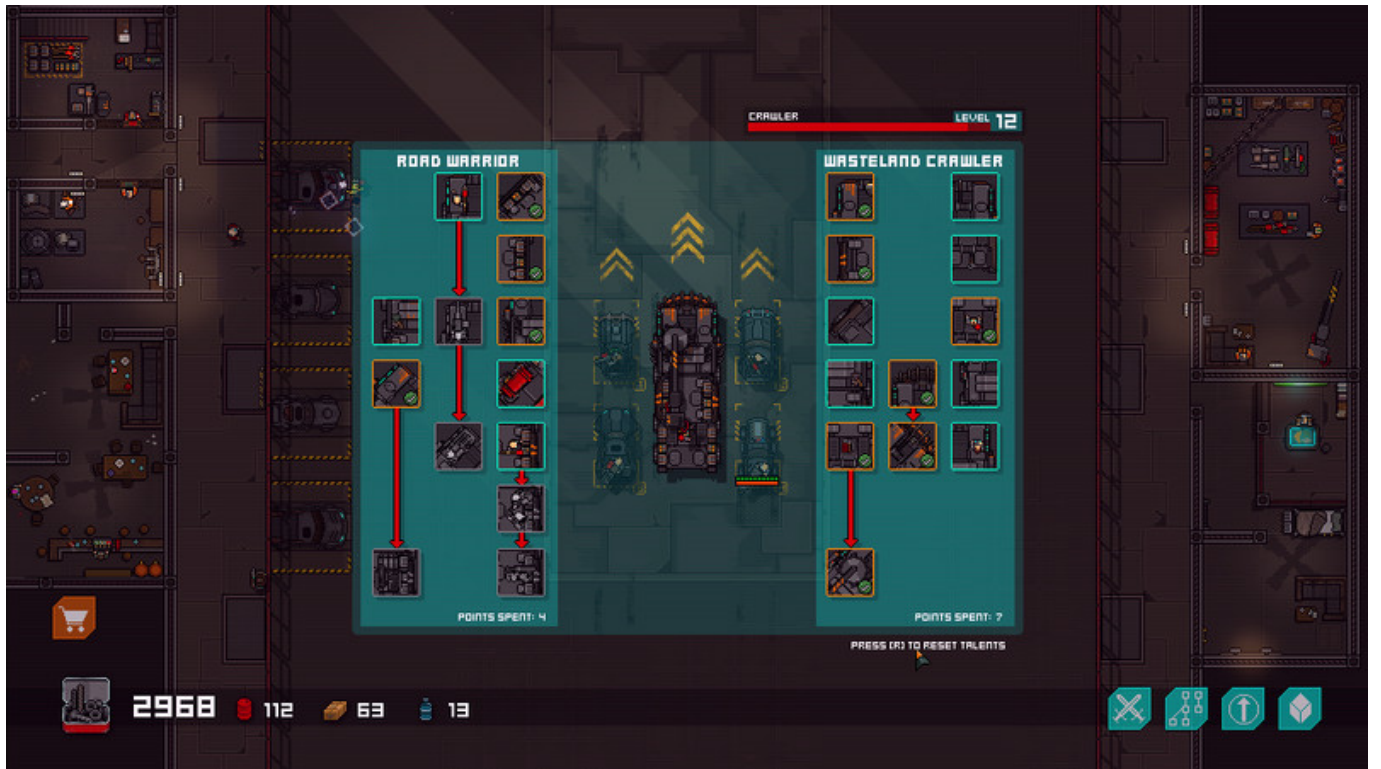 CRAWLER
LEVEL 12
ROAD WARRIOR
WASTELAND CRAWLER
POINTS SPENT: 4
POINTS SPENT: 7
PRESS [R] TO RESET TALENTS
2968
112
63
13